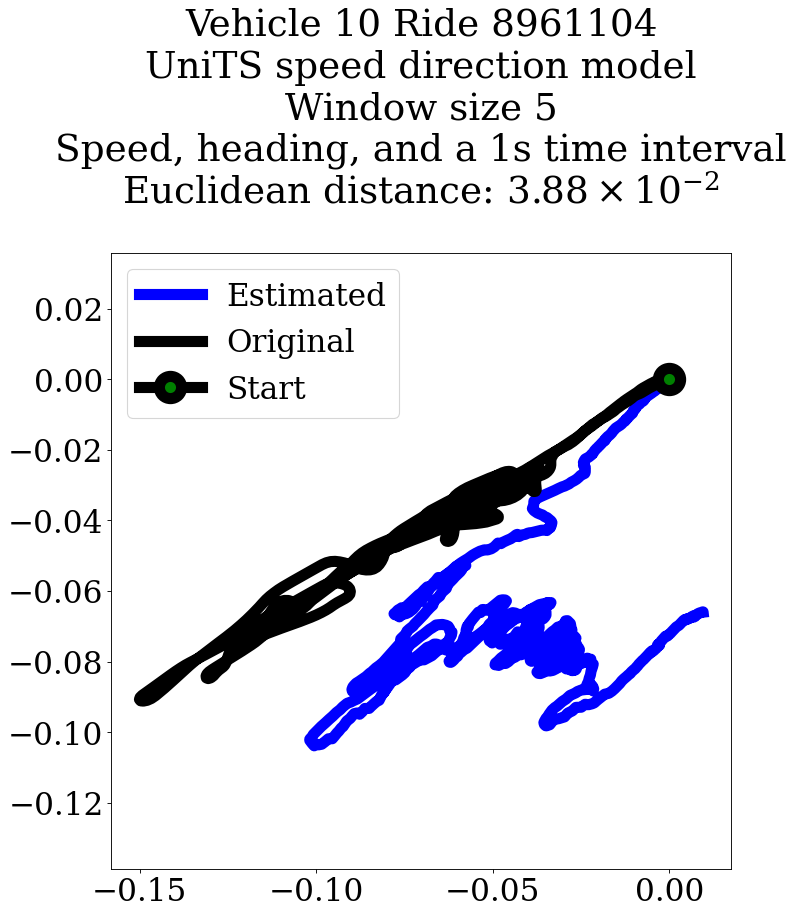 Vehicle 10 Ride 8961104
UniTS speed direction model
Window size 5
Speed, heading, and a 1s time interval
Euclidean distance: 3.88 × 10⁻²
Estimated
Original
Start
0.02
0.00
−0.02
−0.04
−0.06
−0.08
−0.10
−0.12
−0.15
−0.10
−0.05
0.00